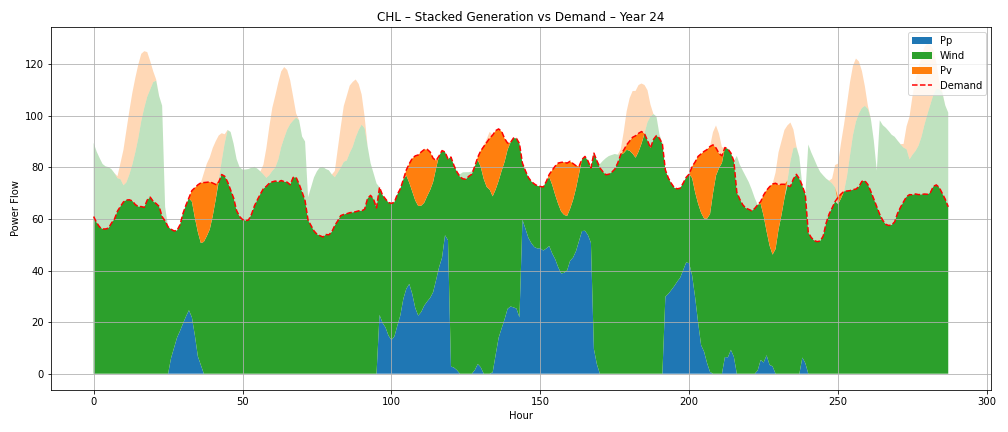 CHL – Stacked Generation vs Demand – Year 24
Power Flow
120
100
80
60
40
20
0
0 50 100 150 200 250 300
Hour
Pp
Wind
Pv
Demand